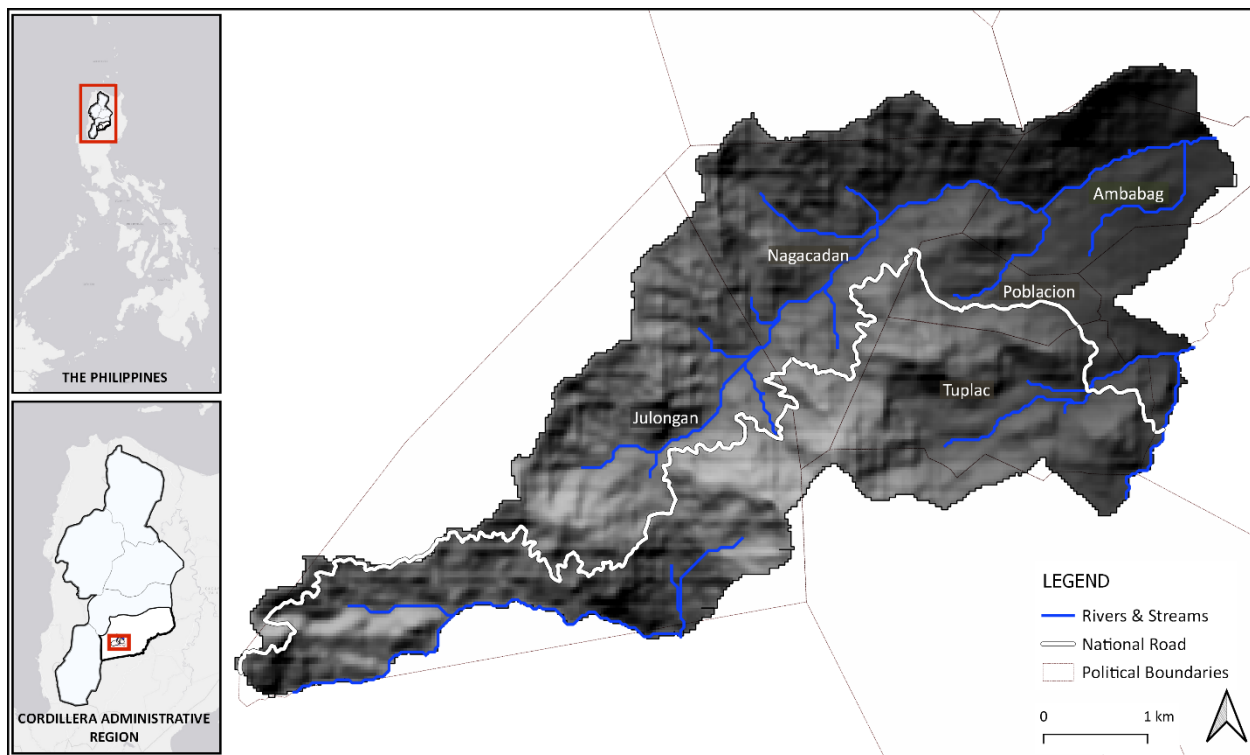 THE PHILIPPINES
CORDILLERA ADMINISTRATIVE
REGION
Ambabag
Nagacadan
Poblacion
Tuplac
Julongan
LEGEND
Rivers & Streams
National Road
Political Boundaries
0 1 km